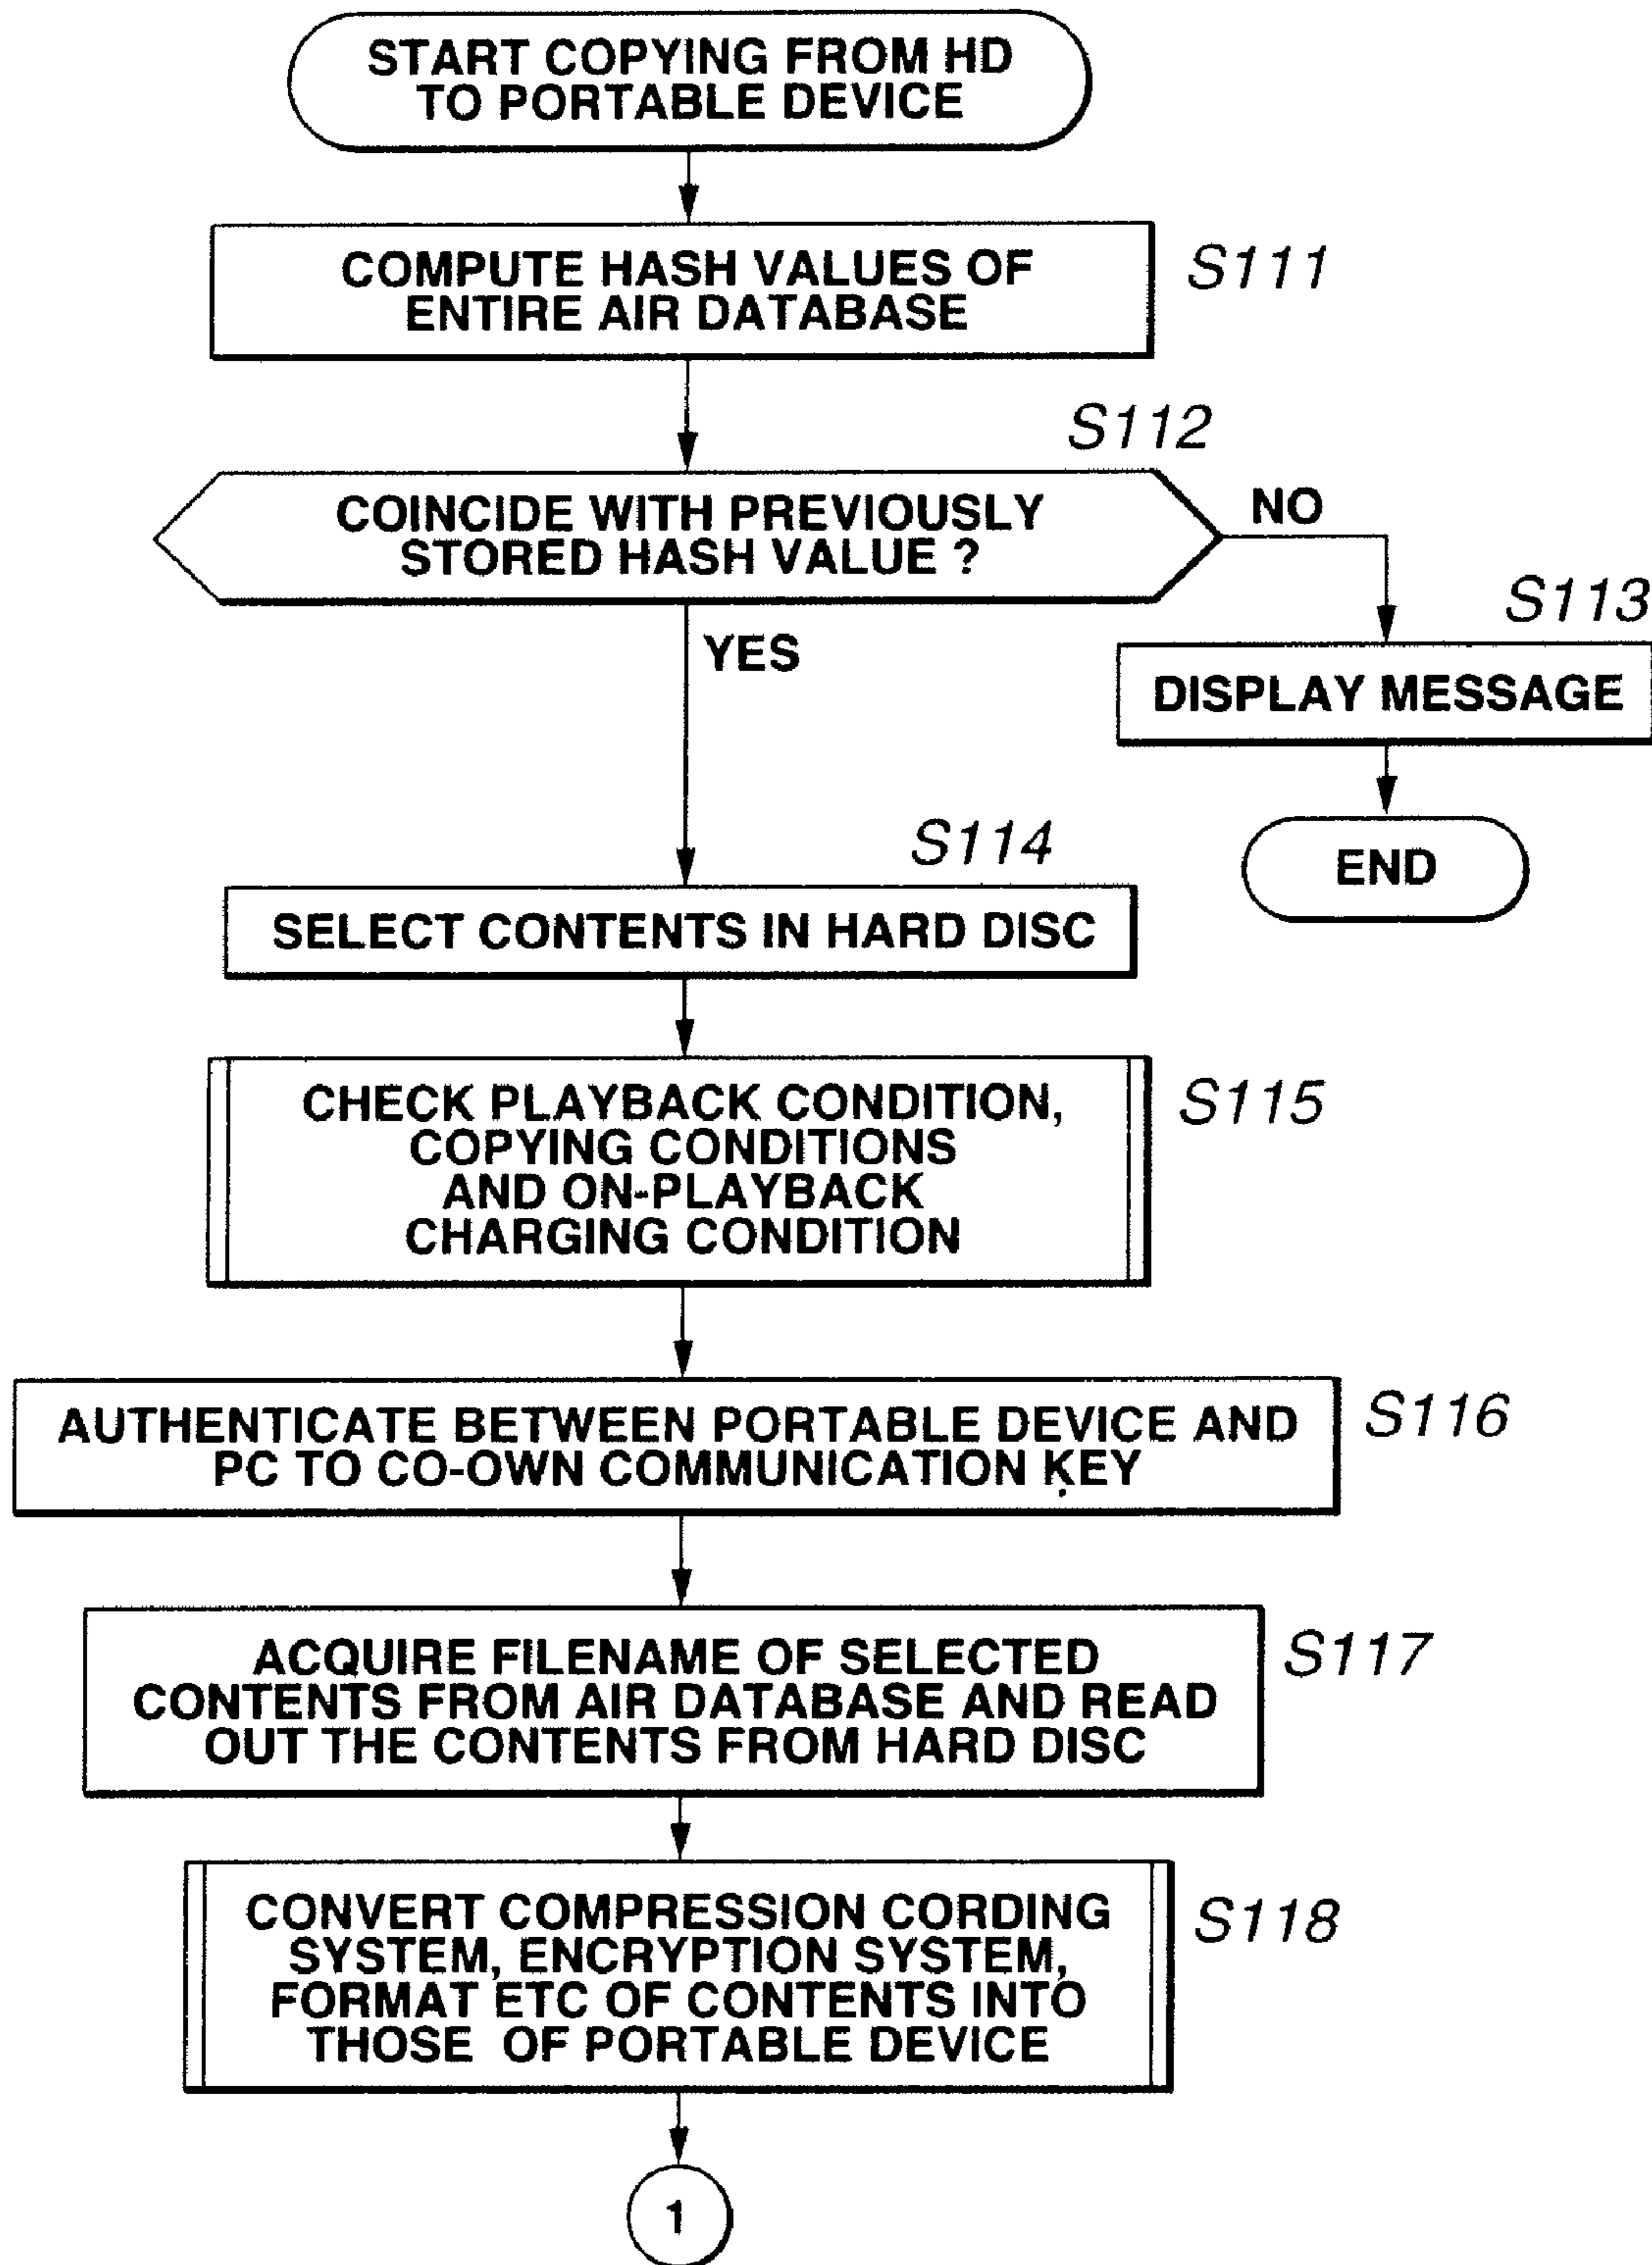 START COPYING FROM HD
TO PORTABLE DEVICE
COMPUTE HASH VALUES OF
ENTIRE AIR DATABASE
S111
S112
COINCIDE WITH PREVIOUSLY
STORED HASH VALUE ?
NO
YES
S113
DISPLAY MESSAGE
END
S114
SELECT CONTENTS IN HARD DISC
CHECK PLAYBACK CONDITION,
COPYING CONDITIONS
AND ON-PLAYBACK
CHARGING CONDITION
S115
AUTHENTICATE BETWEEN PORTABLE DEVICE AND
PC TO CO-OWN COMMUNICATION KEY
S116
ACQUIRE FILENAME OF SELECTED
CONTENTS FROM AIR DATABASE AND READ
OUT THE CONTENTS FROM HARD DISC
S117
CONVERT COMPRESSION CORDING
SYSTEM, ENCRYPTION SYSTEM,
FORMAT ETC OF CONTENTS INTO
THOSE OF PORTABLE DEVICE
S118
1